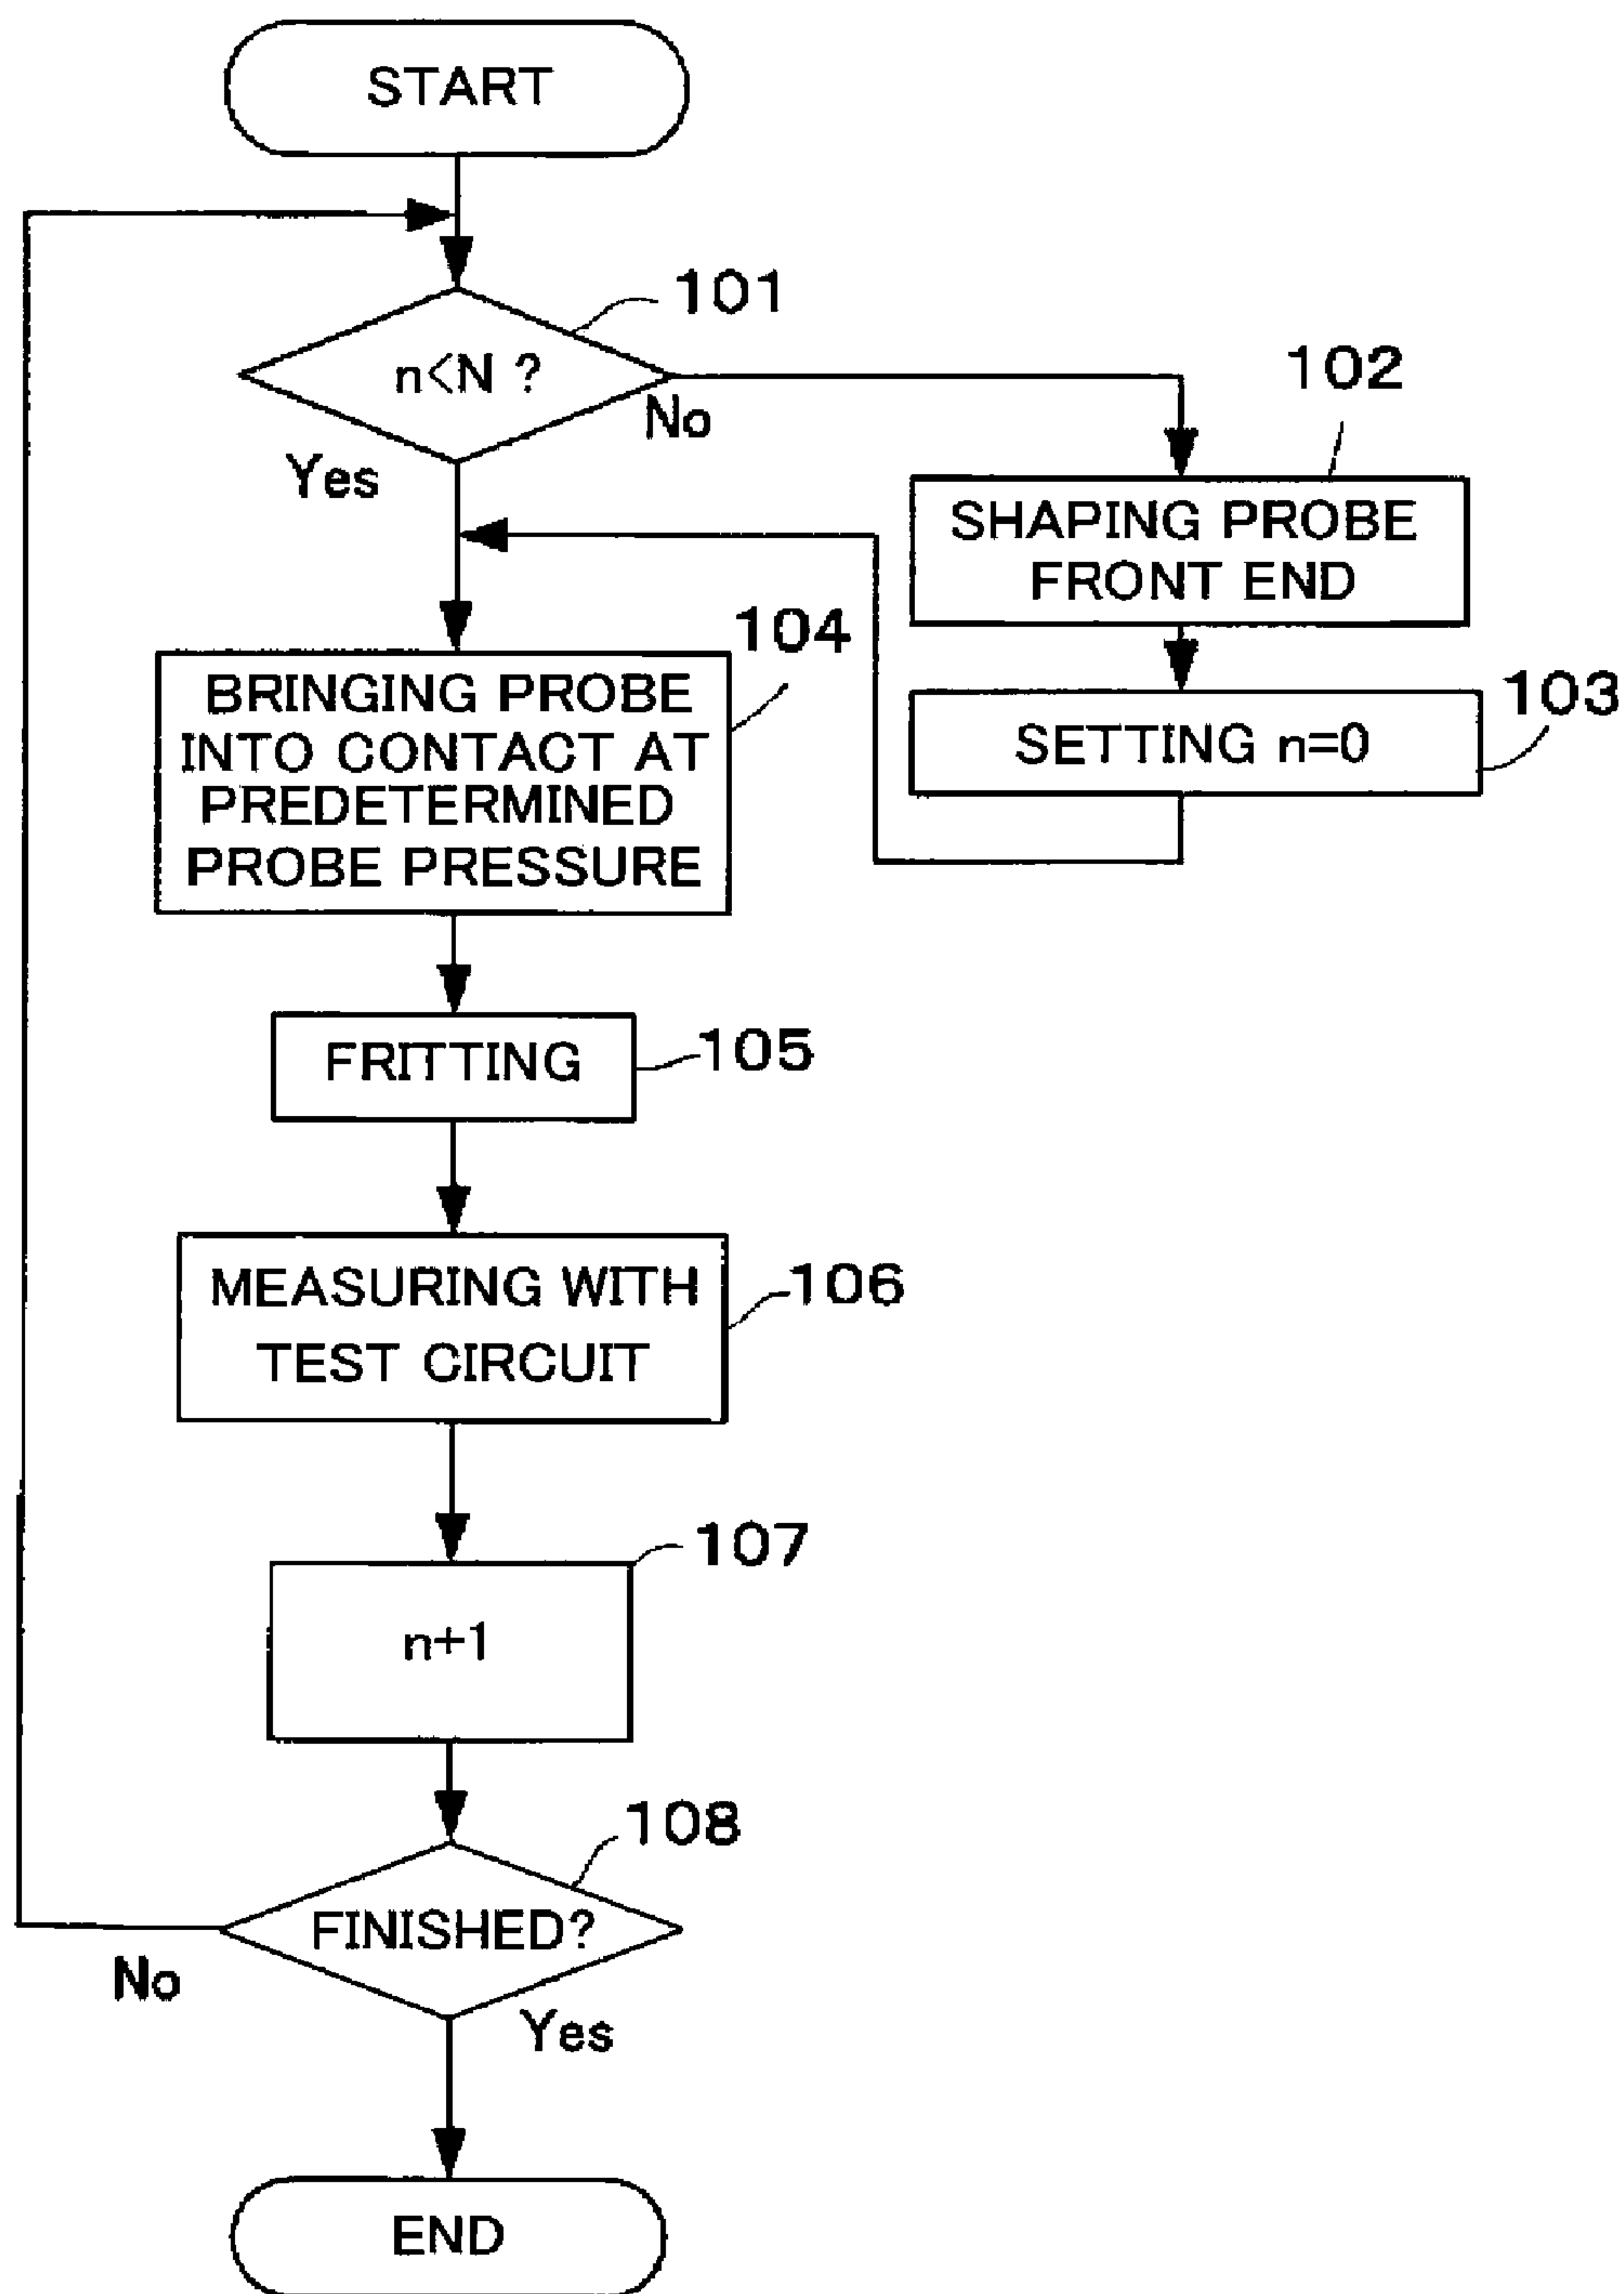 START
101
n<N ?
No
Yes
102
SHAPING PROBE
FRONT END
103
SETTING n=0
104
BRINGING PROBE
INTO CONTACT AT
PREDETERMINED
PROBE PRESSURE
FRITTING
105
MEASURING WITH
TEST CIRCUIT
106
107
n+1
108
FINISHED?
No
Yes
END